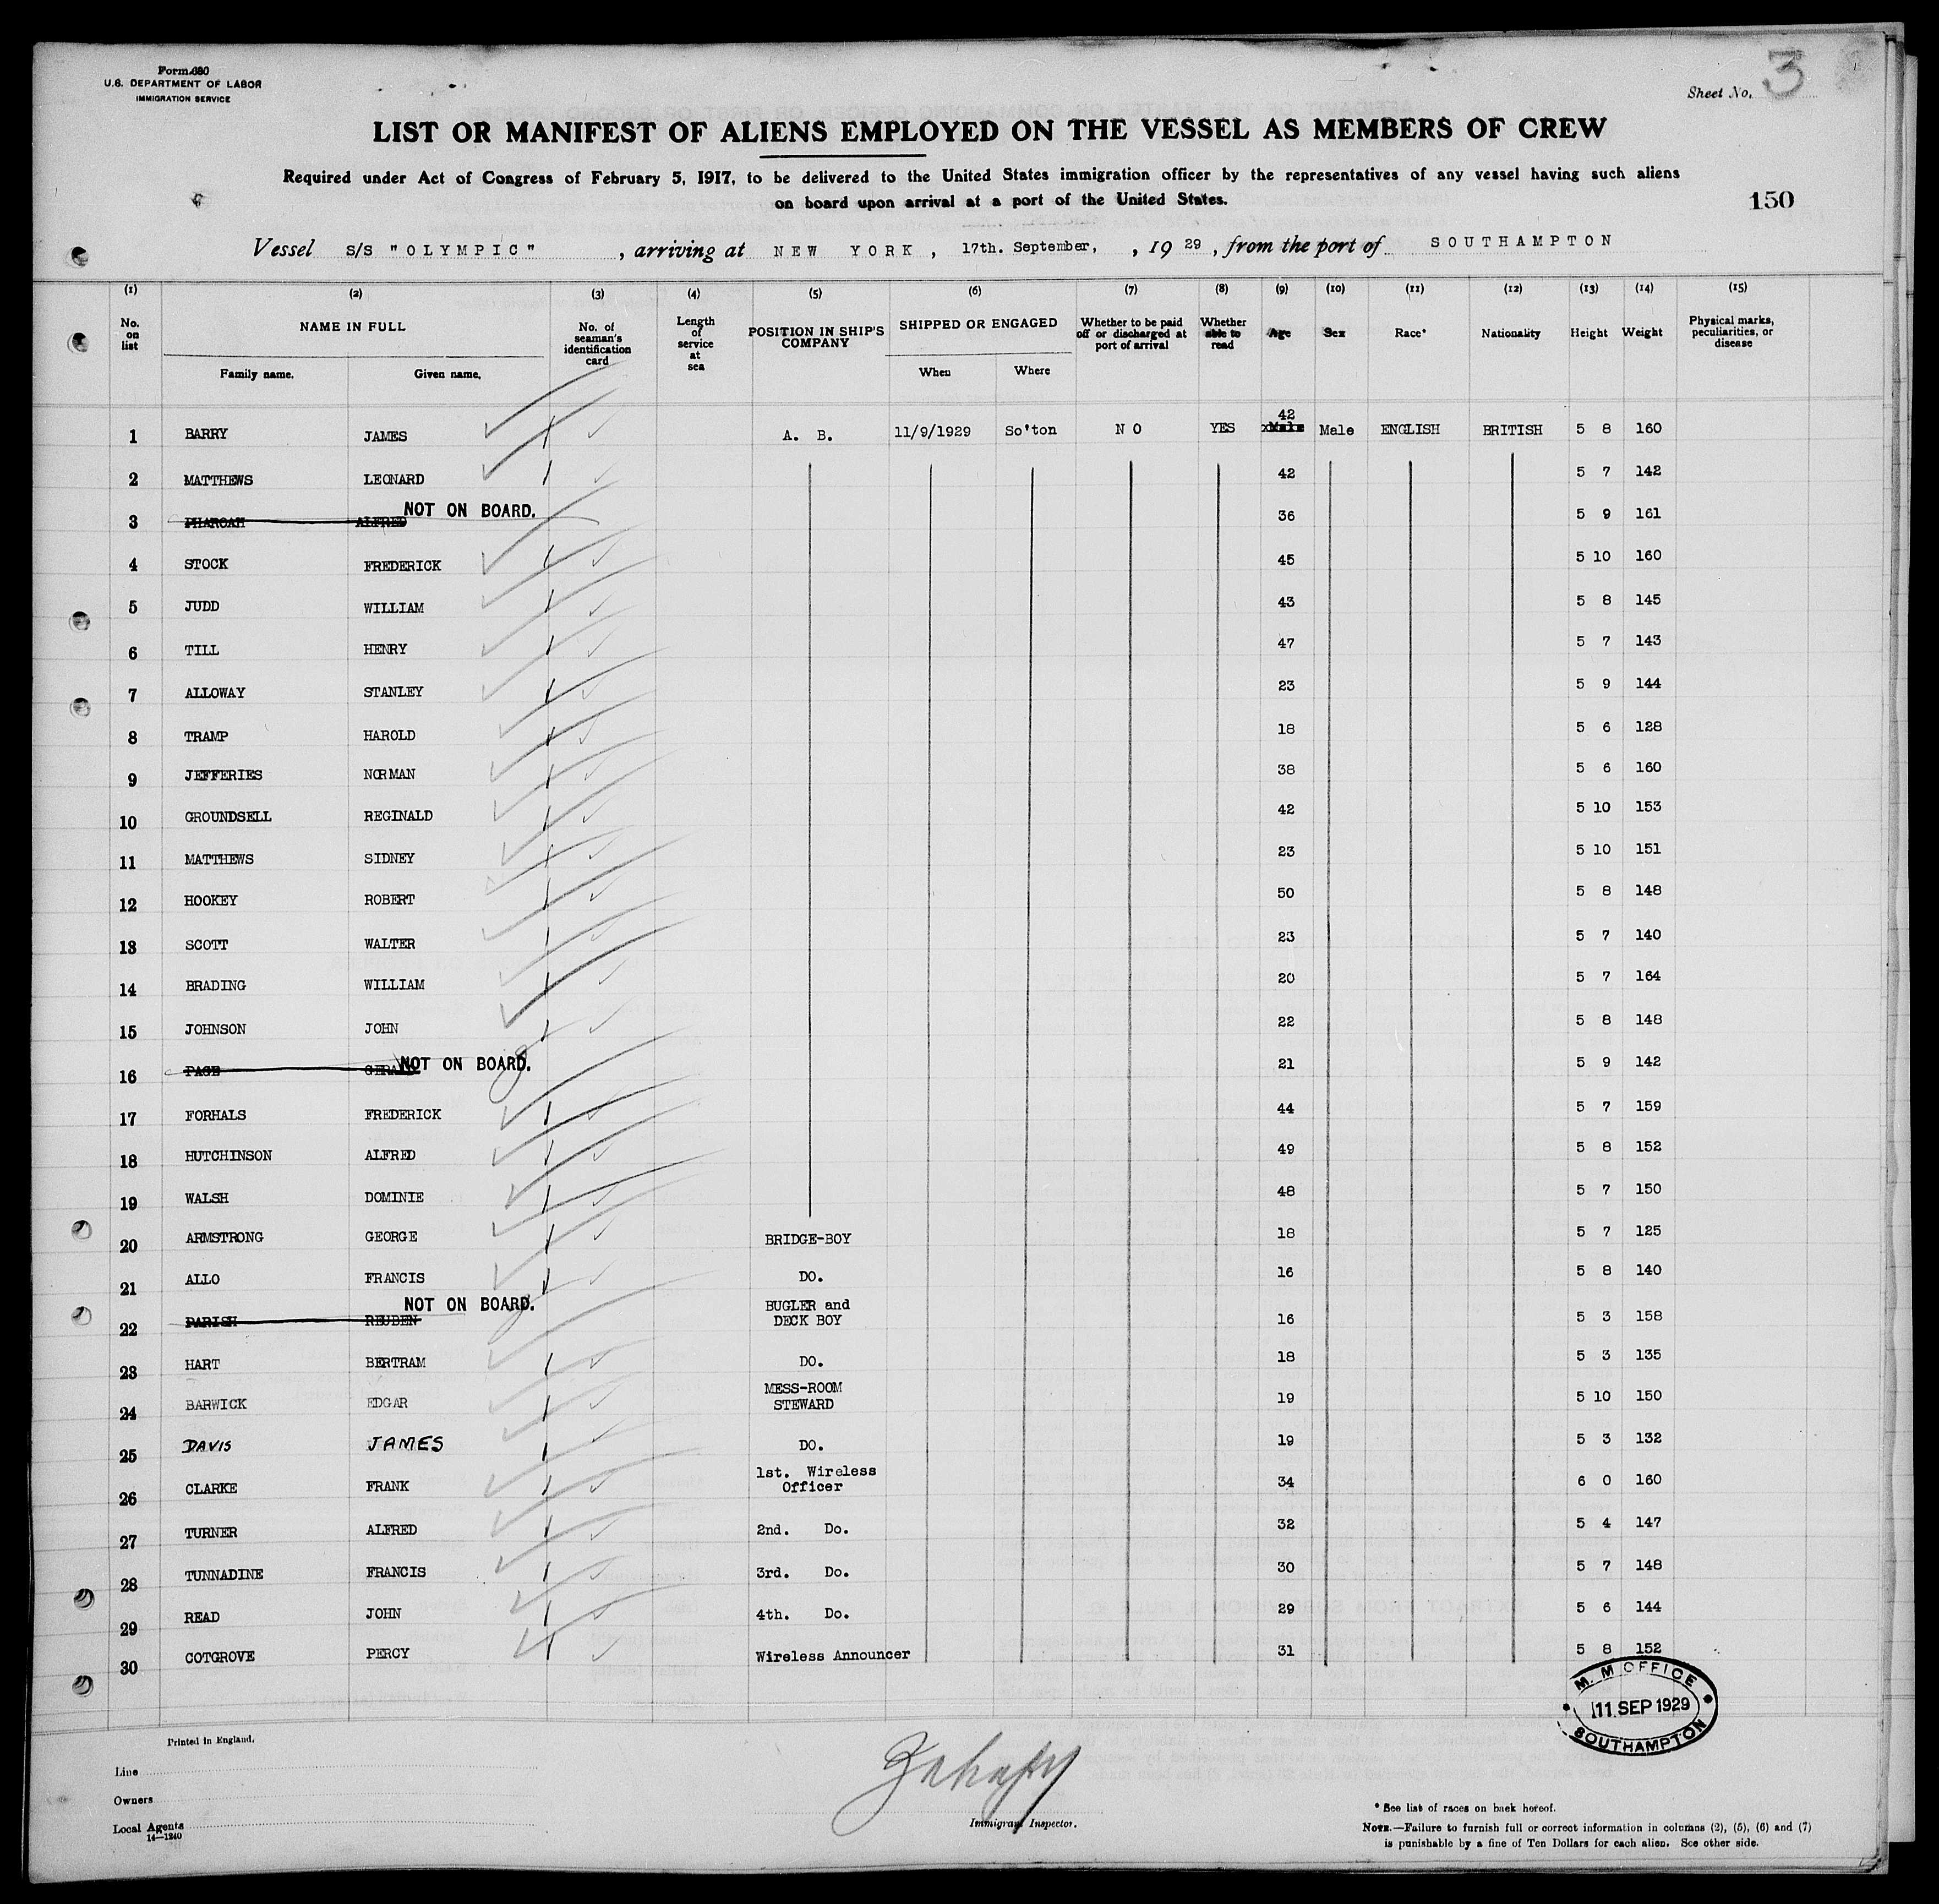 Form 680
U.S. DEPARTMENT OF LABOR
IMMIGRATION SERVICE
Sheet No. 3
LIST OR MANIFEST OF ALIENS EMPLOYED ON THE VESSEL AS MEMBERS OF CREW
Required under Act of Congress of February 5, 1917, to be delivered to the United States immigration officer by the representatives of any vessel having such aliens
on board upon arrival at a port of the United States.
150
Vessel S/S "OLYMPIC", arriving at NEW YORK, 17th. September, , 19 29, from the port of SOUTHAMPTON
(1) (2) (3) (4) (5) (6) (7) (8) (9) (10) (11) (12) (13) (14) (15)
No. on list NAME IN FULL Family name. Given name. No. of seaman's identification card Length of service at sea POSITION IN SHIP'S COMPANY SHIPPED OR ENGAGED When Where Whether to be paid off or discharged at port of arrival Whether able to read Age Sex Race* Nationality Height Weight Physical marks, peculiarities, or disease
1 BARRY JAMES A. B. 11/9/1929 So'ton NO YES 42 Male ENGLISH BRITISH 5 8 160
2 MATTHEWS LEONARD 42 5 7 142
3 PHAROAH ALFRED NOT ON BOARD. 36 5 9 161
4 STOCK FREDERICK 45 5 10 160
5 JUDD WILLIAM 43 5 8 145
6 TILL HENRY 47 5 7 143
7 ALLOWAY STANLEY 23 5 9 144
8 TRAMP HAROLD 18 5 6 128
9 JEFFERIES NORMAN 38 5 6 160
10 GROUNDSELL REGINALD 42 5 10 153
11 MATTHEWS SIDNEY 23 5 10 151
12 HOOKEY ROBERT 50 5 8 148
13 SCOTT WALTER 23 5 7 140
14 BRADING WILLIAM 20 5 7 164
15 JOHNSON JOHN 22 5 8 148
16 PAGE GERALD NOT ON BOARD. 21 5 9 142
17 FORHALS FREDERICK 44 5 7 159
18 HUTCHINSON ALFRED 49 5 8 152
19 WALSH DOMINIE 48 5 7 150
20 ARMSTRONG GEORGE BRIDGE-BOY 18 5 7 125
21 ALLO FRANCIS DO. 16 5 8 140
22 PARISH REUBEN NOT ON BOARD. BUGLER and DECK BOY 16 5 3 158
23 HART BERTRAM DO. 18 5 3 135
24 BARWICK EDGAR MESS-ROOM STEWARD 19 5 10 150
25 DAVIS JAMES DO. 19 5 3 132
26 CLARKE FRANK 1st. Wireless Officer 34 6 0 160
27 TURNER ALFRED 2nd. Do. 32 5 4 147
28 TUNNADINE FRANCIS 3rd. Do. 30 5 7 148
29 READ JOHN 4th. Do. 29 5 6 144
30 COTGROVE PERCY Wireless Announcer 31 5 8 152
M. M OFFICE
11 SEP 1929
SOUTHAMPTON
Printed in England.
Line
Owners
Local Agents
14—1240
Immigrant Inspector.
* See list of races on back hereof.
NOTE.—Failure to furnish full or correct information in columns (2), (5), (6) and (7)
is punishable by a fine of Ten Dollars for each alien. See other side.